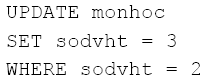 UPDATE monhoc
SET sodvht = 3
WHERE sodvht = 2